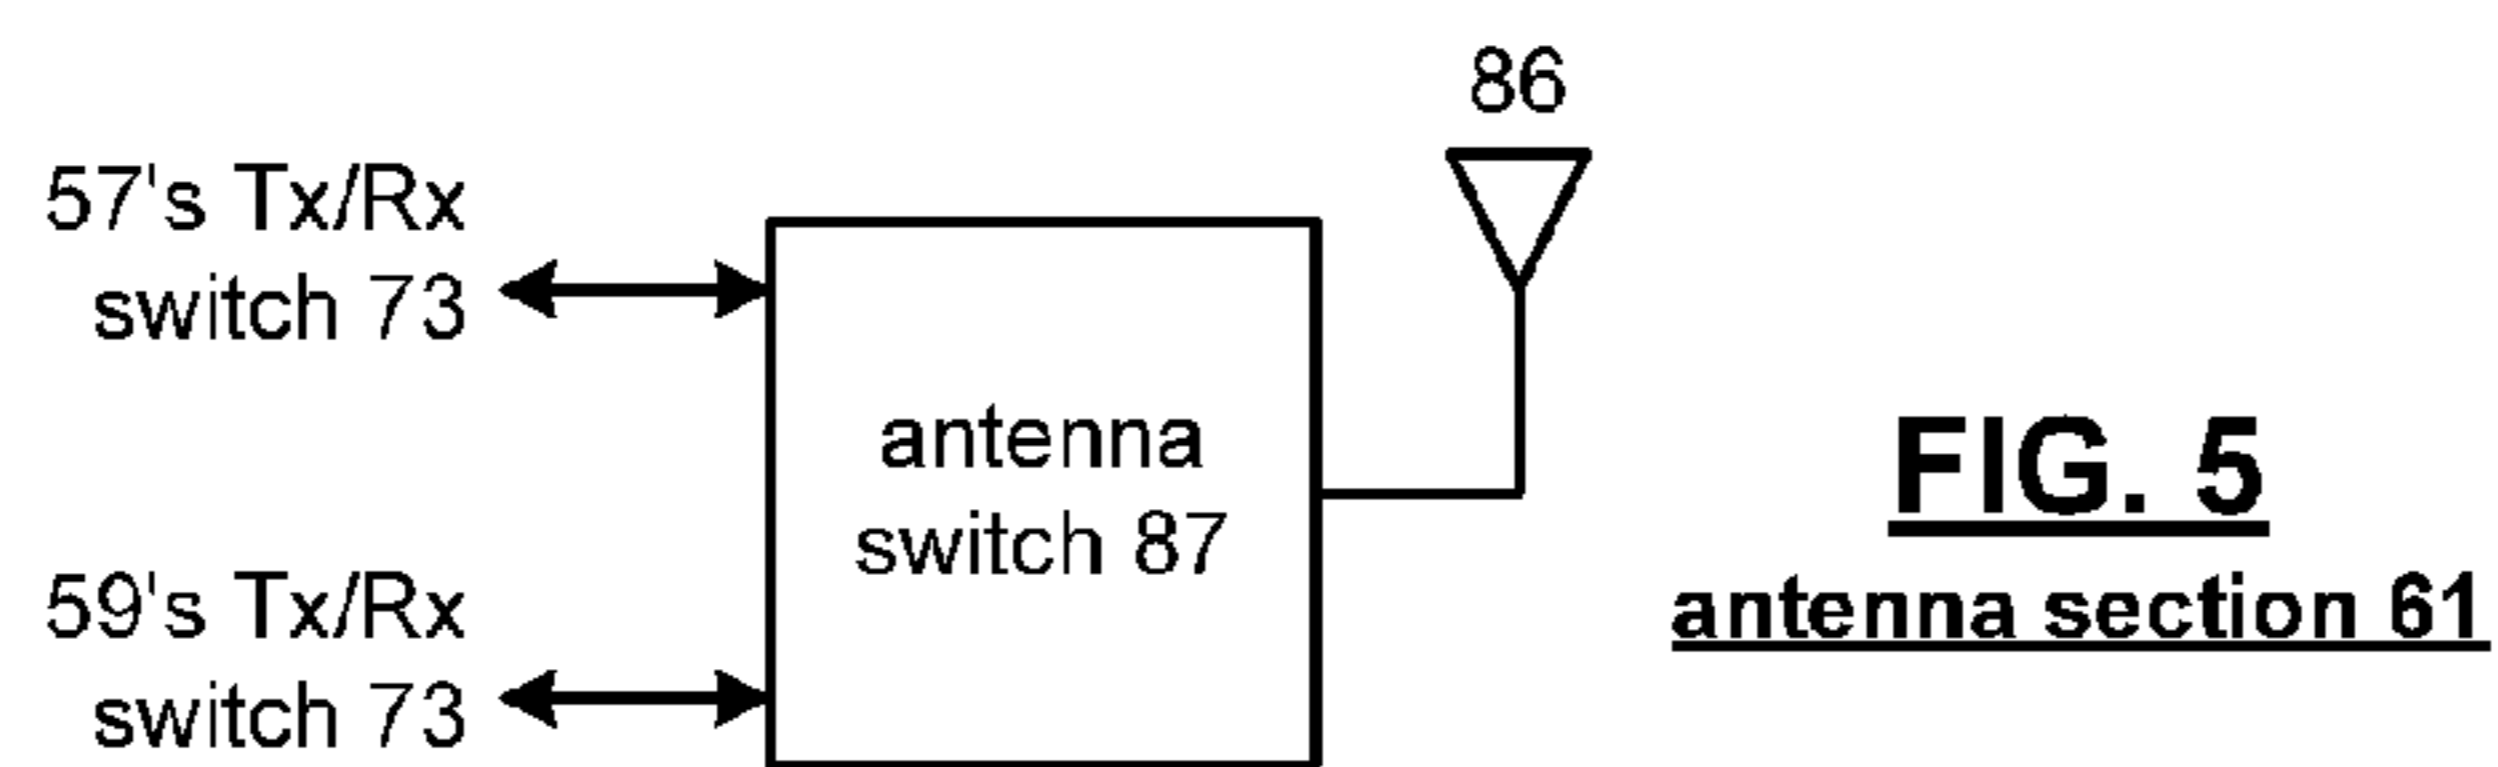 86
57's Tx/Rx
switch 73
antenna
switch 87
59's Tx/Rx
switch 73
FIG. 5
antenna section 61